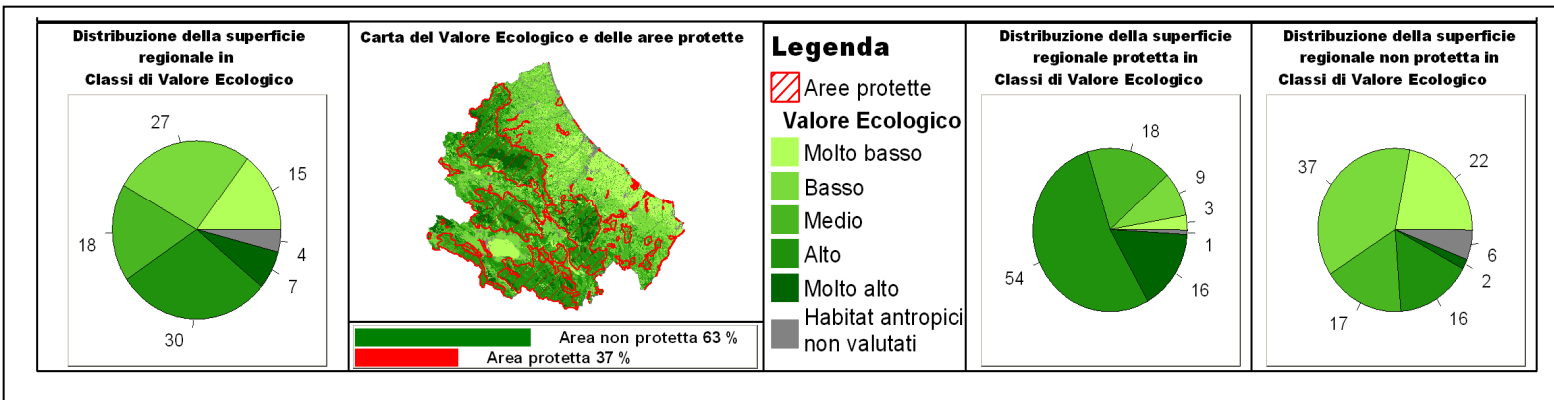 Distribuzione della superficie
regionale in
Classi di Valore Ecologico
27
15
18
4
7
30
Carta del Valore Ecologico e delle aree protette
Area non protetta 63 %
Area protetta 37 %
Legenda
Aree protette
Valore Ecologico
Molto basso
Basso
Medio
Alto
Molto alto
Habitat antropici
non valutati
Distribuzione della superficie
regionale protetta in
Classi di Valore Ecologico
18
9
3
1
54
16
Distribuzione della superficie
regionale non protetta in
Classi di Valore Ecologico
37
22
6
2
17
16